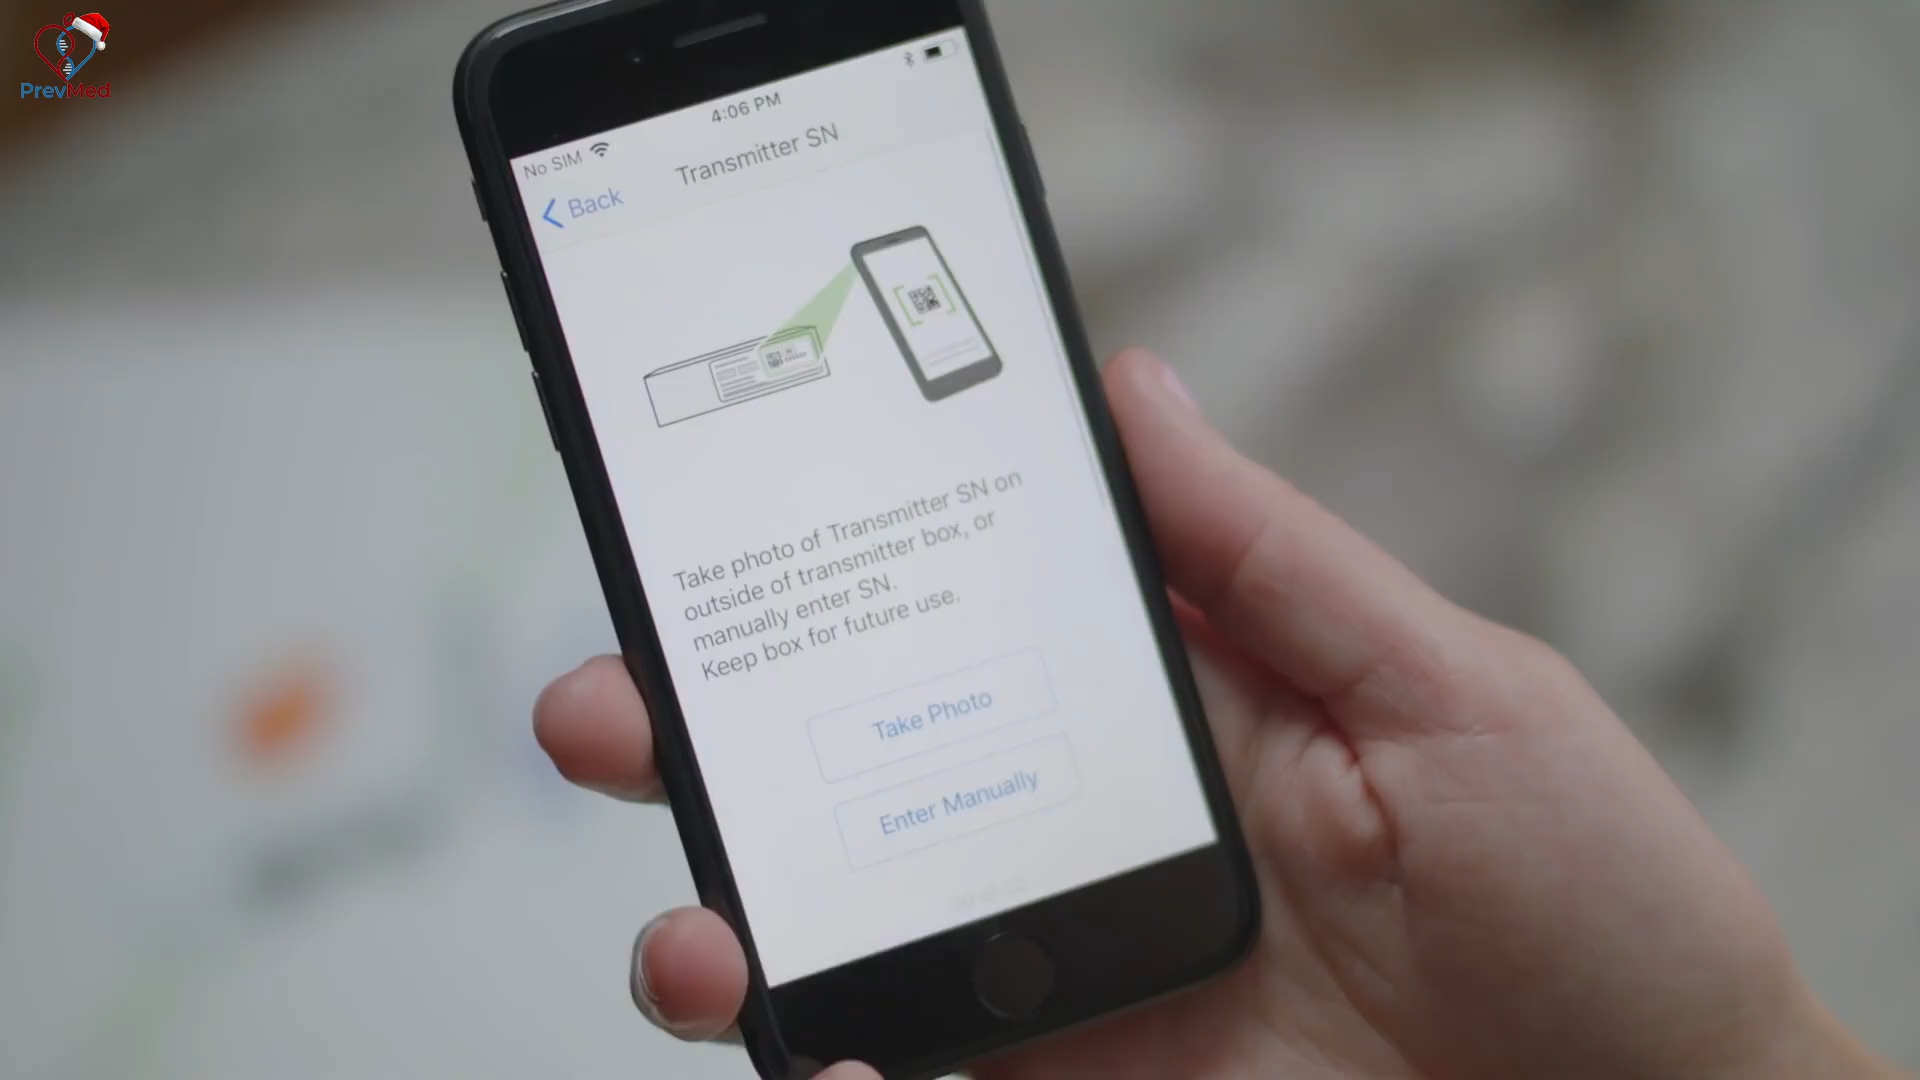 PrevMed
4:06 PM
No SIM
Transmitter SN
Back
Take photo of Transmitter SN on
outside of transmitter box, or
manually enter SN.
Keep box for future use.
Take Photo
Enter Manually